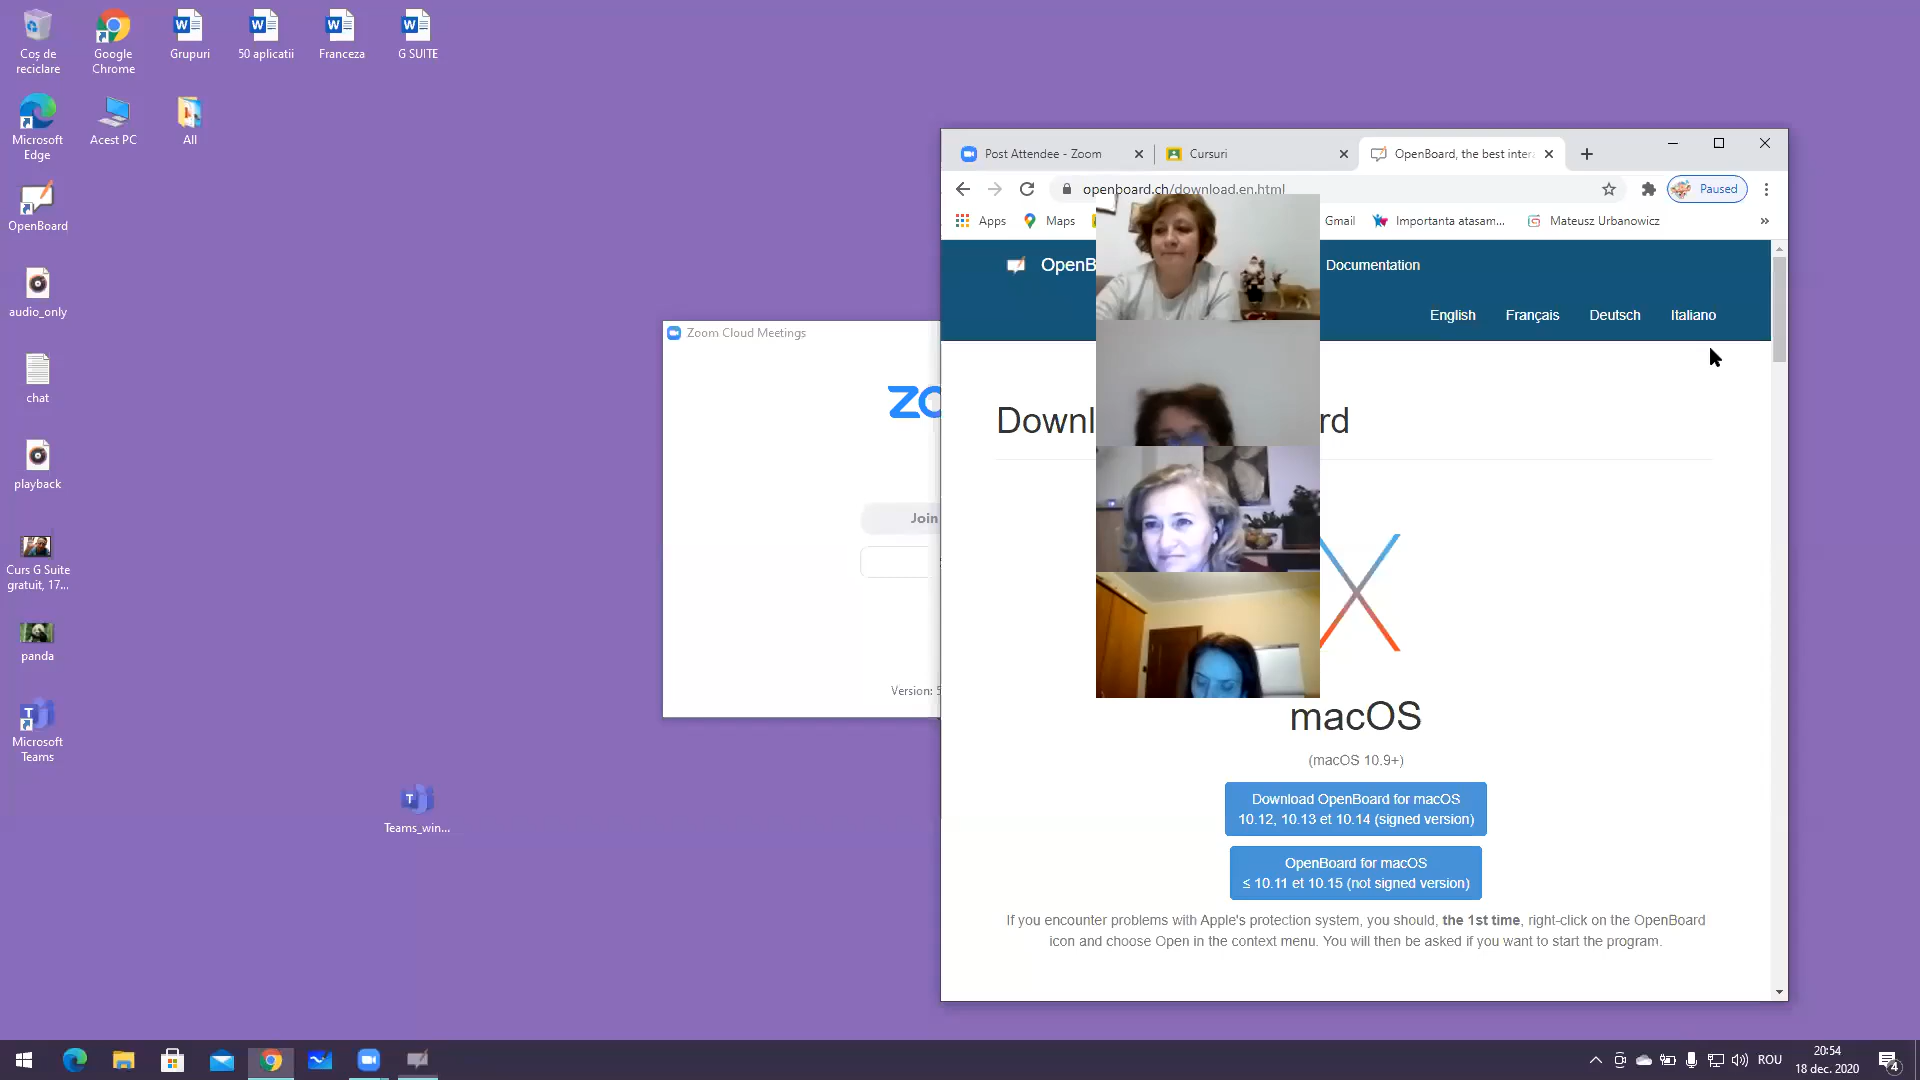 Coș de
reciclare
Google
Chrome
Grupuri
50 aplicatii
Franceza
G SUITE
Microsoft
Edge
Acest PC
All
OpenBoard
audio_only
chat
playback
Curs G Suite
gratuit, 17...
panda
Microsoft
Teams
Teams_win...
Zoom Cloud Meetings
ZO
Join
Version: 5
Post Attendee - Zoom
Cursuri
OpenBoard, the best inter
openboard.ch/download.en.html
Paused
Apps
Maps
Gmail
Importanta atasam...
Mateusz Urbanowicz
OpenB
Documentation
English
Français
Deutsch
Italiano
Downl
rd
macOS
(macOS 10.9+)
Download OpenBoard for macOS
10.12, 10.13 et 10.14 (signed version)
OpenBoard for macOS
≤ 10.11 et 10.15 (not signed version)
If you encounter problems with Apple's protection system, you should, the 1st time, right-click on the OpenBoard
icon and choose Open in the context menu. You will then be asked if you want to start the program.
ROU
20:54
18 dec. 2020
4